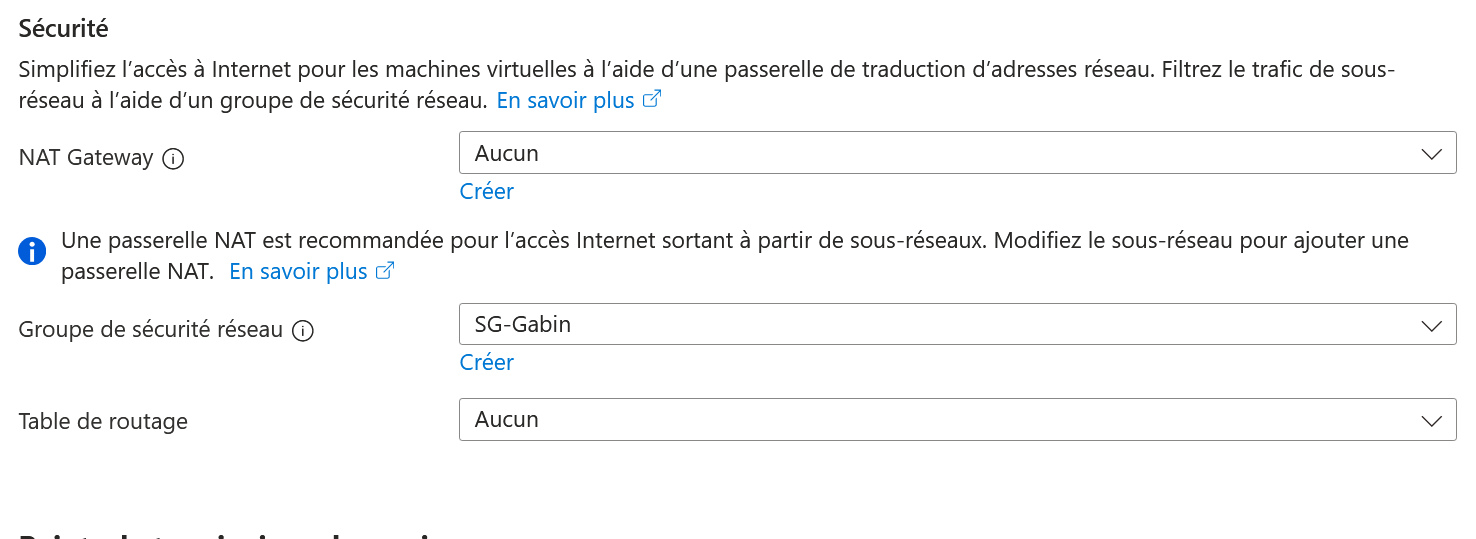 Sécurité
Simplifiez l’accès à Internet pour les machines virtuelles à l’aide d’une passerelle de traduction d’adresses réseau. Filtrez le trafic de sous-
réseau à l’aide d’un groupe de sécurité réseau. En savoir plus
NAT Gateway
Aucun
Créer
Une passerelle NAT est recommandée pour l’accès Internet sortant à partir de sous-réseaux. Modifiez le sous-réseau pour ajouter une
passerelle NAT. En savoir plus
Groupe de sécurité réseau
SG-Gabin
Créer
Table de routage
Aucun